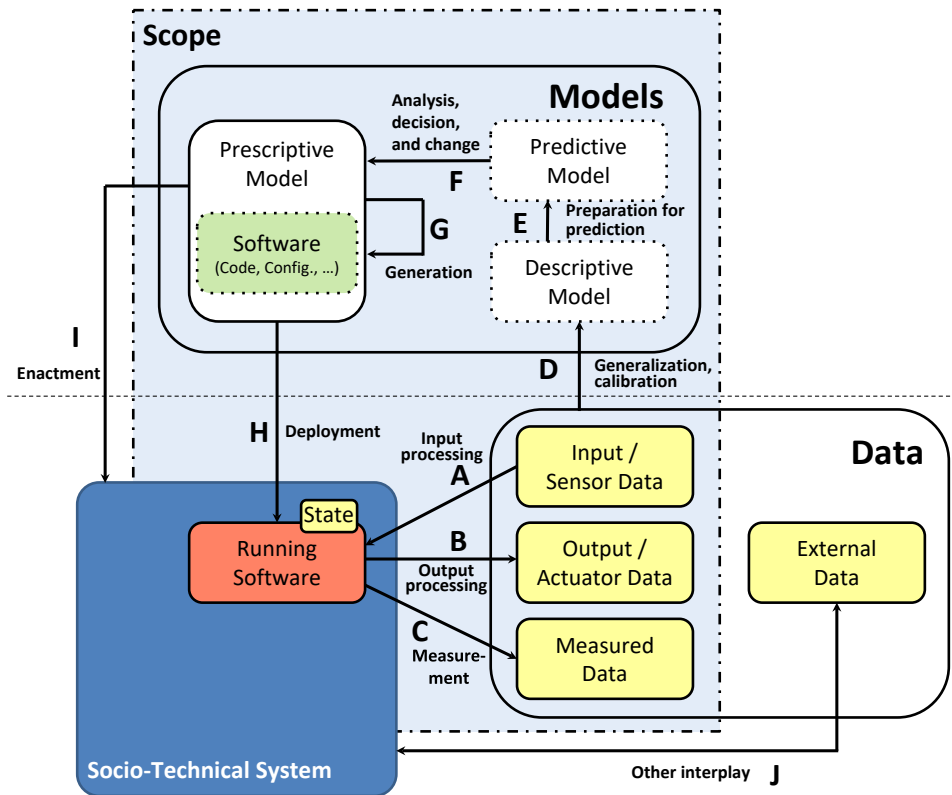 Scope
Models
Analysis,
decision,
and change
Prescriptive
Model
Predictive
Model
F
G
E
Preparation for
prediction
Software
(Code, Config., ...)
Generation
Descriptive
Model
I
Enactment
D
Generalization,
calibration
H
Deployment
Input
processing
A
Input /
Sensor Data
Data
State
Running
Software
B
Output
processing
Output /
Actuator Data
External
Data
C
Measure-
ment
Measured
Data
Socio-Technical System
Other interplay
J